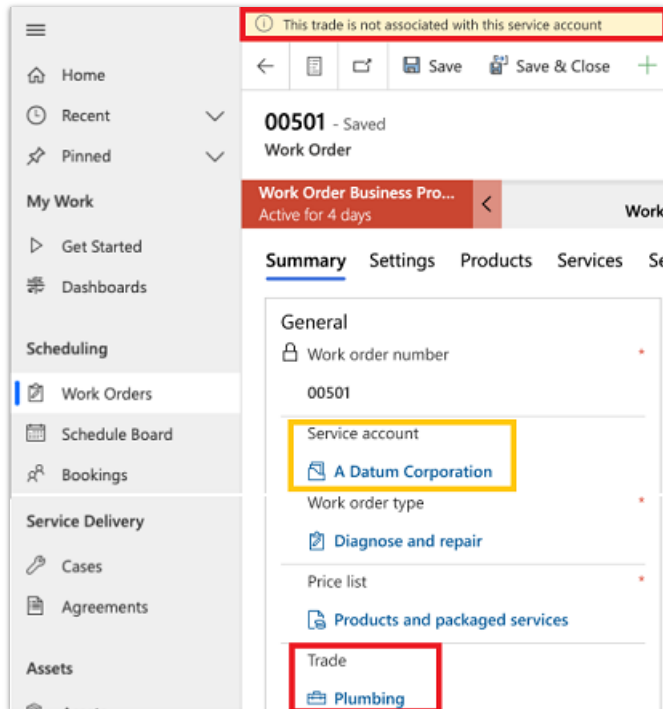 This trade is not associated with this service account
Home
Save
Save & Close
Recent
00501 - Saved
Pinned
Work Order
My Work
Work Order Business Pro...
Active for 4 days
Work
Get Started
Summary Settings Products Services Se
Dashboards
General
Scheduling
Work order number *
Work Orders
00501
Schedule Board
Service account
Bookings
A Datum Corporation
Work order type *
Service Delivery
Diagnose and repair
Cases
Price list *
Agreements
Products and packaged services
Assets
Trade
Plumbing